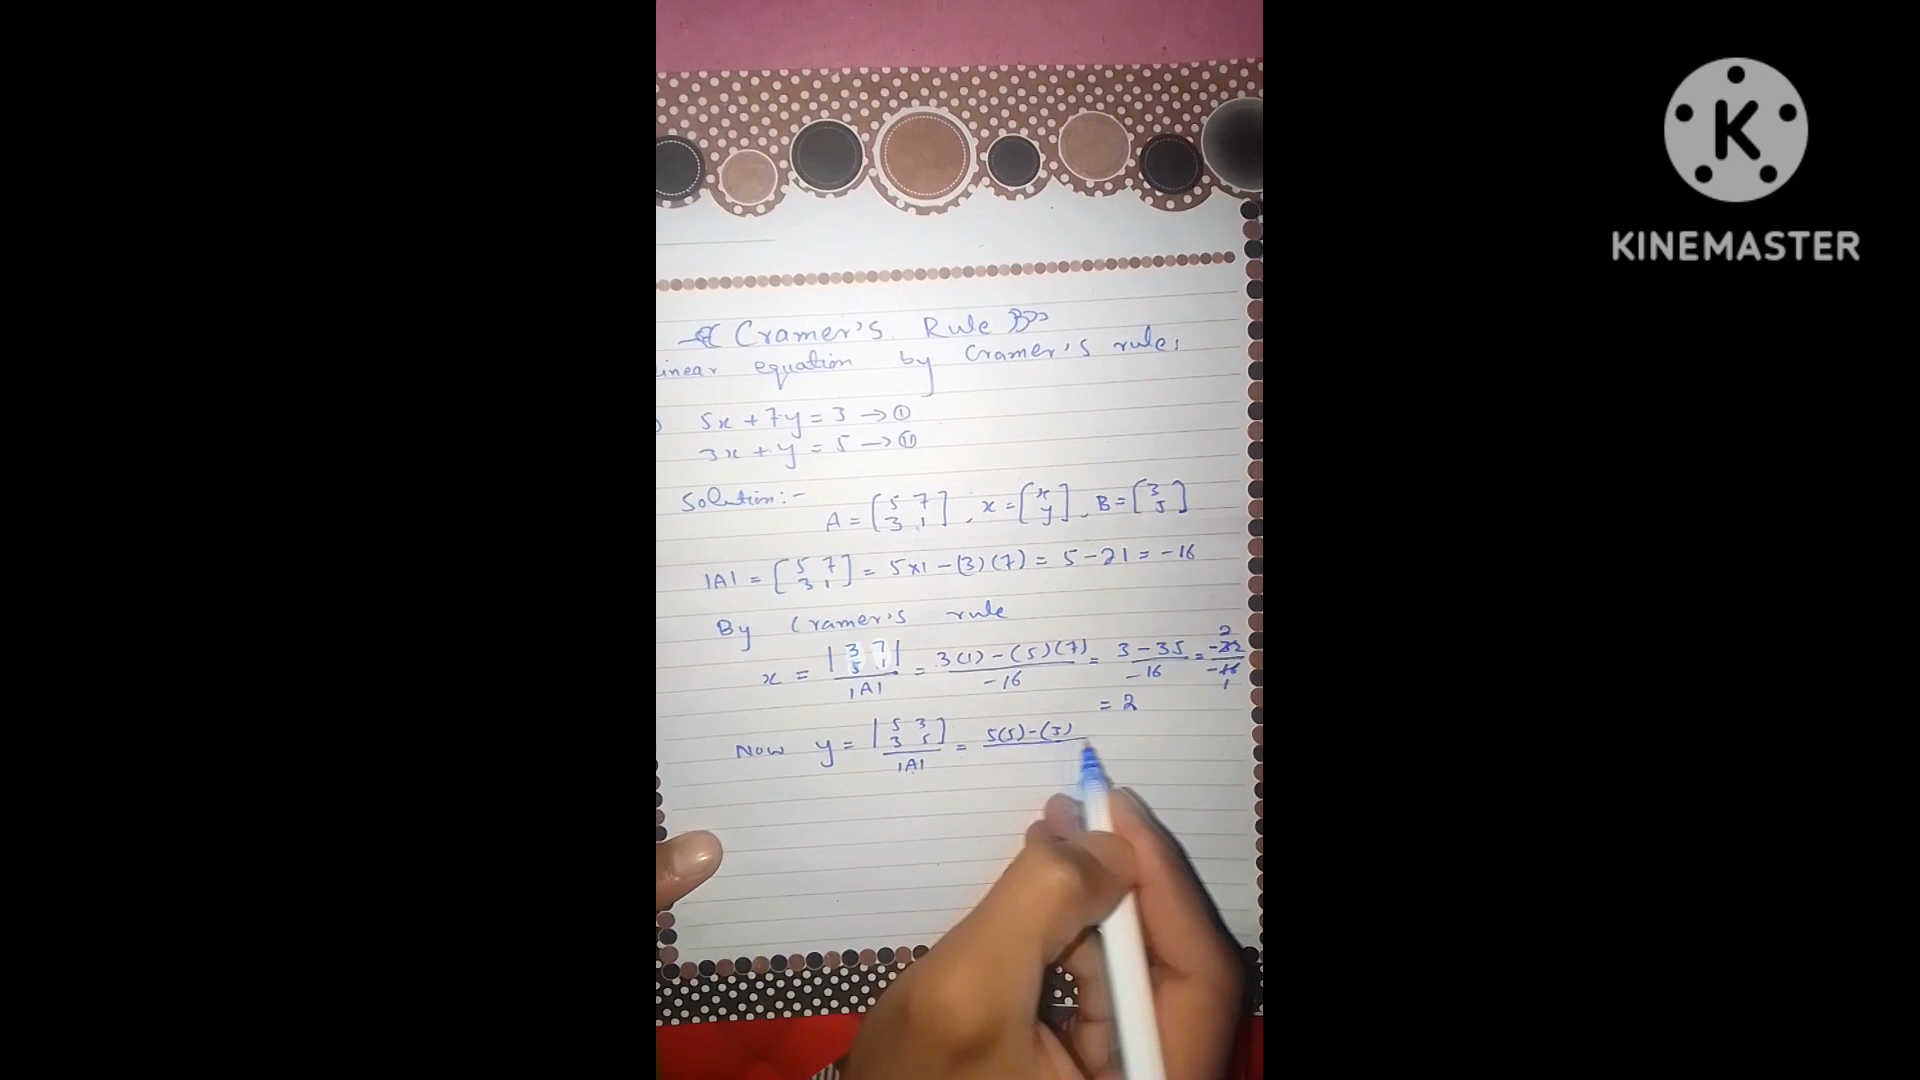 Cramer's Rule
inear equation by Cramer's rule:
5x + 7y = 3 → ①
3x + y = 5 → ⑪
Solution:-
A = [5 7 3 1], x = [x y], B = [3 5]
|A| = [5 7 3 1] = 5x1 - (3)(7) = 5 - 21 = -16
By Cramer's rule
x = |3 7 5 1| / |A| = 3(1) - (5)(7) / -16 = 3 - 35 / -16 = -32 / -16 2 1
= 2
Now y = |5 3 3 5] / |A| = 5(5) - (3)
K
KINEMASTER